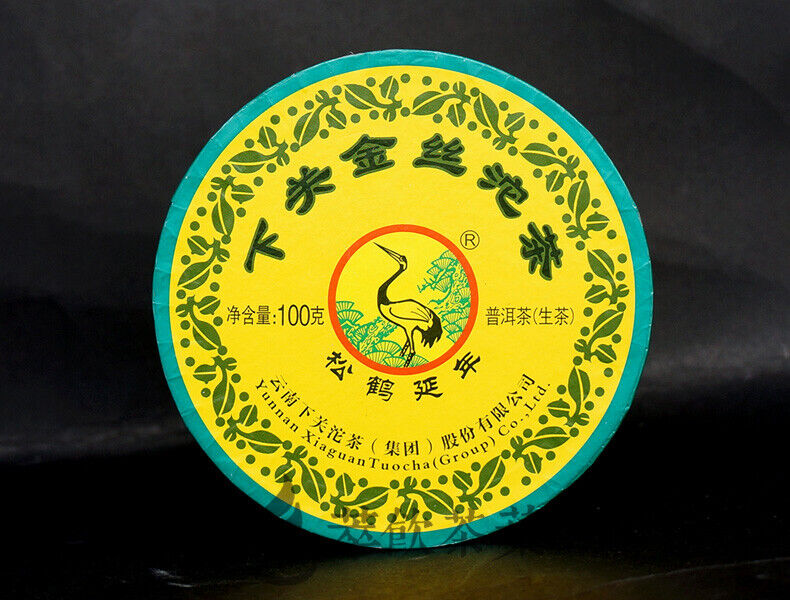 下关金丝沱茶
®
净含量:100克
普洱茶(生茶)
松鹤延年
云南下关沱茶(集团)股份有限公司
Yunnan XiaguanTuocha(Group) Co.,Ltd.
飲茶